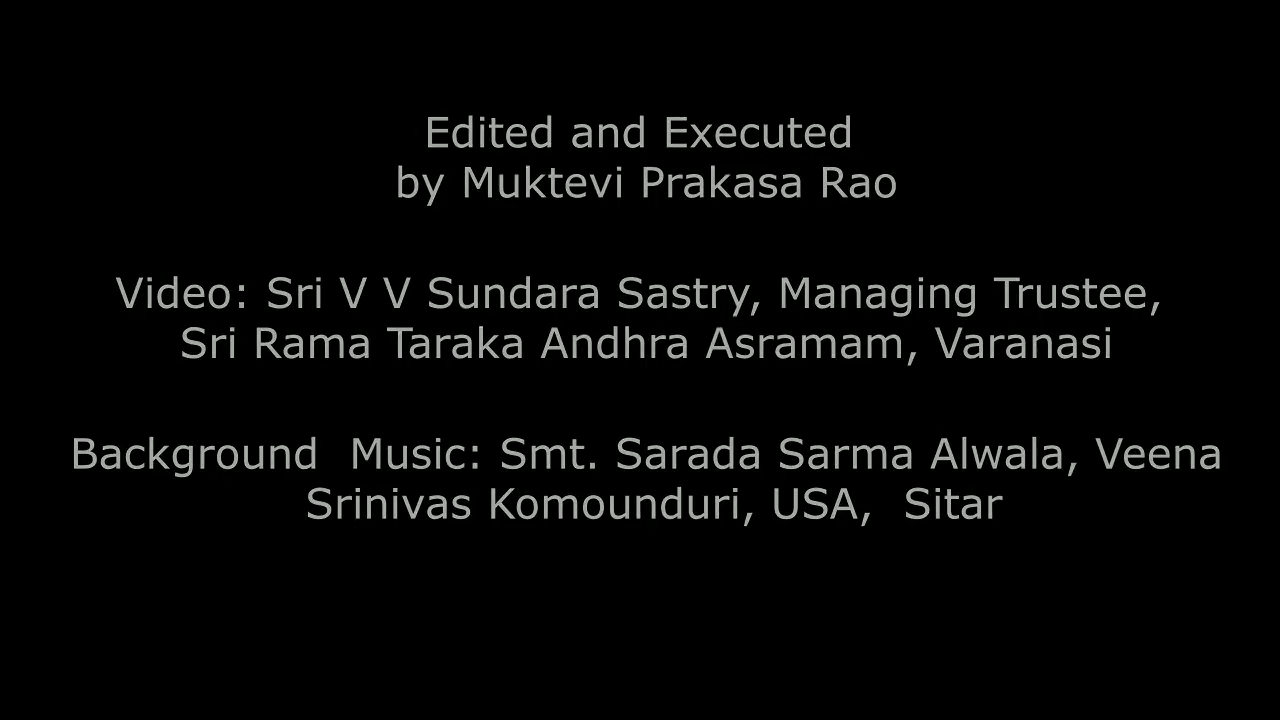 Edited and Executed
by Muktevi Prakasa Rao
Video: Sri V V Sundara Sastry, Managing Trustee,
Sri Rama Taraka Andhra Asramam, Varanasi
Background  Music: Smt. Sarada Sarma Alwala, Veena
Srinivas Komounduri, USA,  Sitar